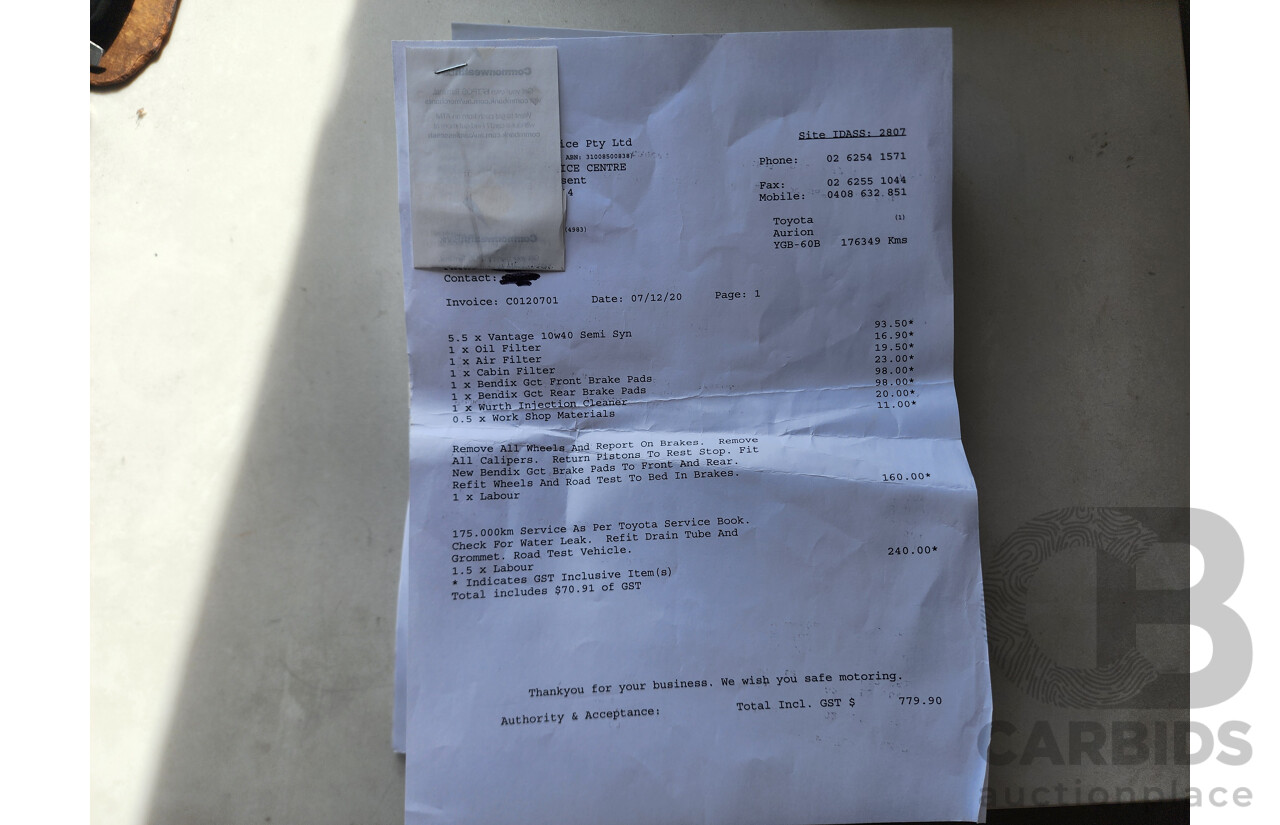 Site IDASS: 2807
ice Pty Ltd
ABN: 31008500838
ICE CENTRE
sent
4
(4983)
Phone: 02 6254 1571
Fax: 02 6255 1044
Mobile: 0408 632 851
Toyota (1)
Aurion
YGB-60B 176349 Kms
Contact:
Invoice: C0120701 Date: 07/12/20 Page: 1
5.5 x Vantage 10w40 Semi Syn 93.50*
1 x Oil Filter 16.90*
1 x Air Filter 19.50*
1 x Cabin Filter 23.00*
1 x Bendix Gct Front Brake Pads 98.00*
1 x Bendix Gct Rear Brake Pads 98.00*
1 x Wurth Injection Cleaner 20.00*
0.5 x Work Shop Materials 11.00*
Remove All Wheels And Report On Brakes. Remove
All Calipers. Return Pistons To Rest Stop. Fit
New Bendix Gct Brake Pads To Front And Rear.
Refit Wheels And Road Test To Bed In Brakes.
1 x Labour 160.00*
175.000km Service As Per Toyota Service Book.
Check For Water Leak. Refit Drain Tube And
Grommet. Road Test Vehicle.
1.5 x Labour 240.00*
* Indicates GST Inclusive Item(s)
Total includes $70.91 of GST
Thankyou for your business. We wish you safe motoring.
Authority & Acceptance: Total Incl. GST $ 779.90
CB
CARBIDS
auctionplace